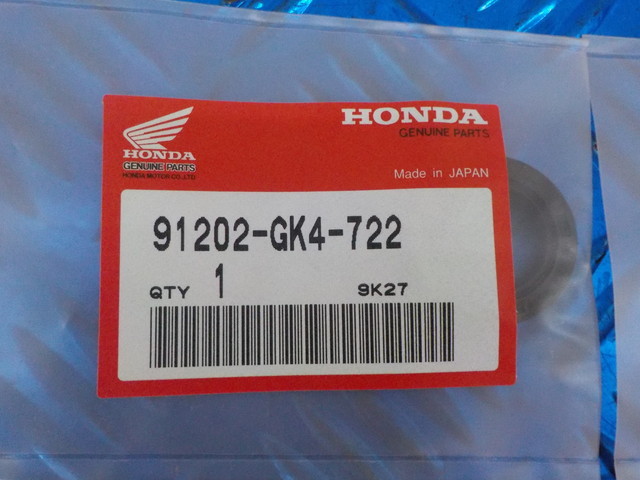 HONDA
GENUINE PARTS
HONDA MOTOR CO.,LTD.
HONDA
GENUINE PARTS
Made in JAPAN
91202-GK4-722
QTY 1 9K27